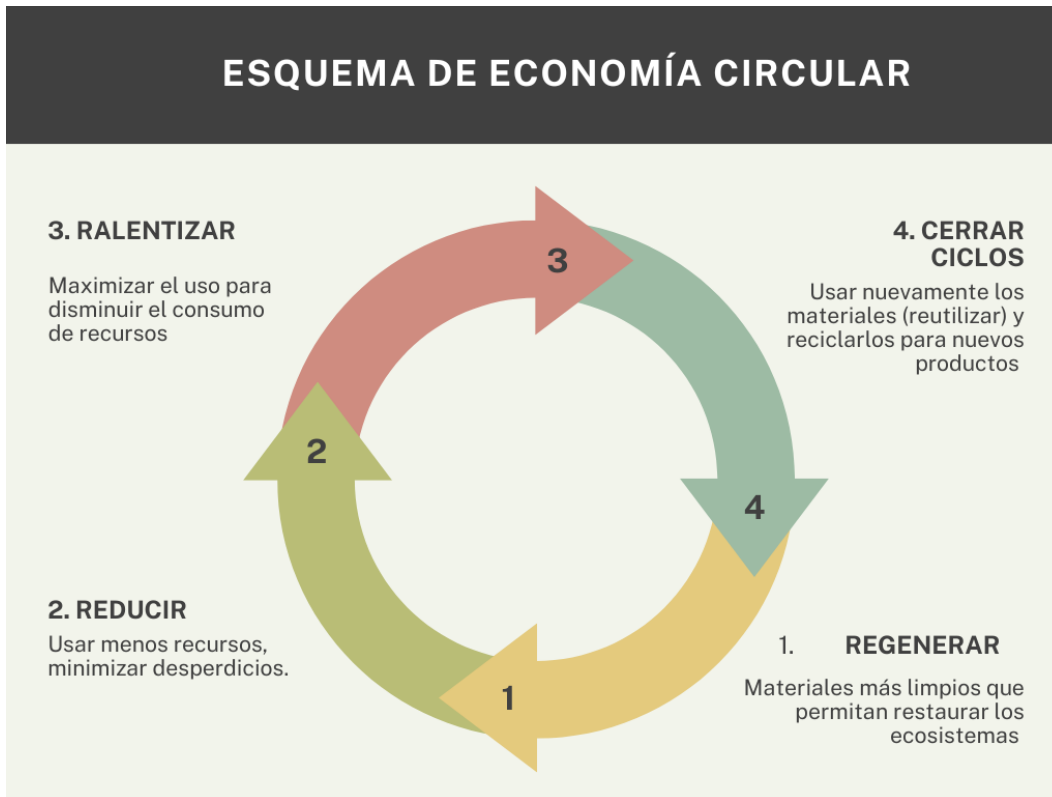 ESQUEMA DE ECONOMÍA CIRCULAR
3. RALENTIZAR
Maximizar el uso para
disminuir el consumo
de recursos
4. CERRAR
CICLOS
Usar nuevamente los
materiales (reutilizar) y
reciclarlos para nuevos
productos
3
2
4
1
2. REDUCIR
Usar menos recursos,
minimizar desperdicios.
1. REGENERAR
Materiales más limpios que
permitan restaurar los
ecosistemas